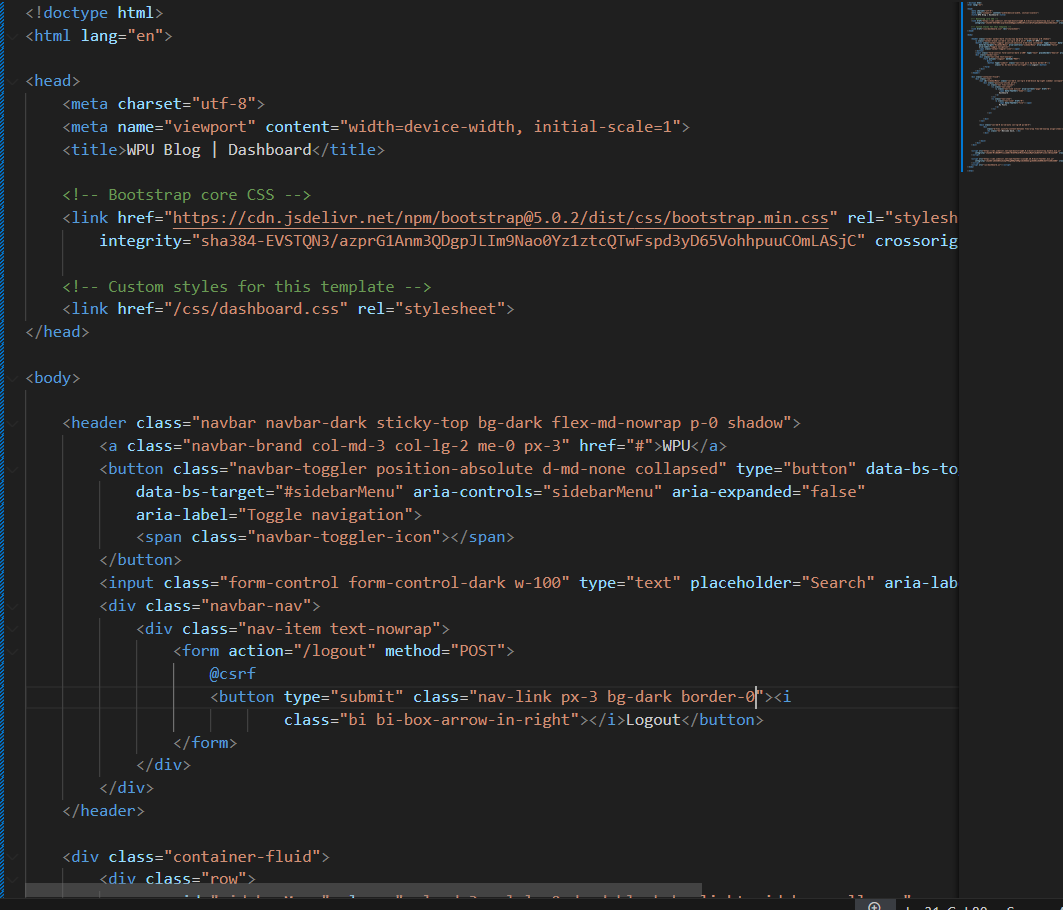 <!doctype html>
<html lang="en">
<head>
<meta charset="utf-8">
<meta name="viewport" content="width=device-width, initial-scale=1">
<title>WPU Blog | Dashboard</title>
<!-- Bootstrap core CSS -->
<link href="https://cdn.jsdelivr.net/npm/bootstrap@5.0.2/dist/css/bootstrap.min.css" rel="stylesh
integrity="sha384-EVSTQN3/azprG1Anm3QDgpJLIm9Nao0Yz1ztcQTwFspd3yD65VohhpuuCOmLASjC" crossorig
<!-- Custom styles for this template -->
<link href="/css/dashboard.css" rel="stylesheet">
</head>
<body>
<header class="navbar navbar-dark sticky-top bg-dark flex-md-nowrap p-0 shadow">
<a class="navbar-brand col-md-3 col-lg-2 me-0 px-3" href="#">WPU</a>
<button class="navbar-toggler position-absolute d-md-none collapsed" type="button" data-bs-to
data-bs-target="#sidebarMenu" aria-controls="sidebarMenu" aria-expanded="false"
aria-label="Toggle navigation">
<span class="navbar-toggler-icon"></span>
</button>
<input class="form-control form-control-dark w-100" type="text" placeholder="Search" aria-lab
<div class="navbar-nav">
<div class="nav-item text-nowrap">
<form action="/logout" method="POST">
@csrf
<button type="submit" class="nav-link px-3 bg-dark border-0"><i
class="bi bi-box-arrow-in-right"></i>Logout</button>
</form>
</div>
</div>
</header>
<div class="container-fluid">
<div class="row">